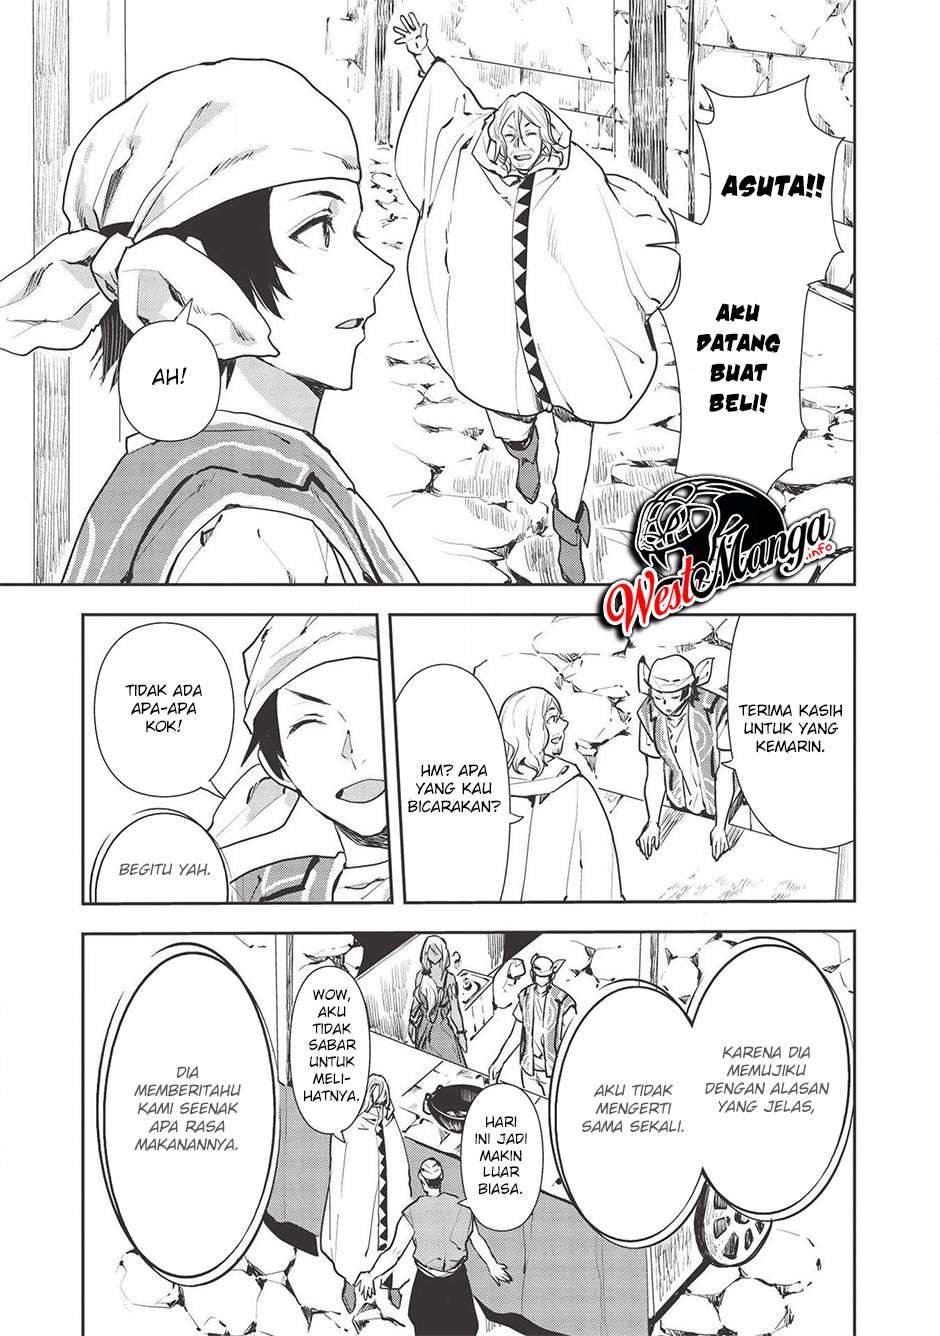 ASUTA!!
AKU
DATANG
BUAT
BELI!
AH!
WestManga
.info
TERIMA KASIH
UNTUK YANG
KEMARIN.
HM? APA
YANG KAU
BICARAKAN?
TIDAK ADA
APA-APA
KOK!
BEGITU YAH.
KARENA DIA
MEMUJIKU
DENGAN ALASAN
YANG JELAS,
AKU TIDAK
MENGERTI
SAMA SEKALI.
HARI
INI JADI
MAKIN
LUAR
BIASA.
WOW,
AKU
TIDAK
SABAR
UNTUK
MELI-
HATNYA.
DIA
MEMBERITAHU
KAMI SEENAK
APA RASA
MAKANANNYA.